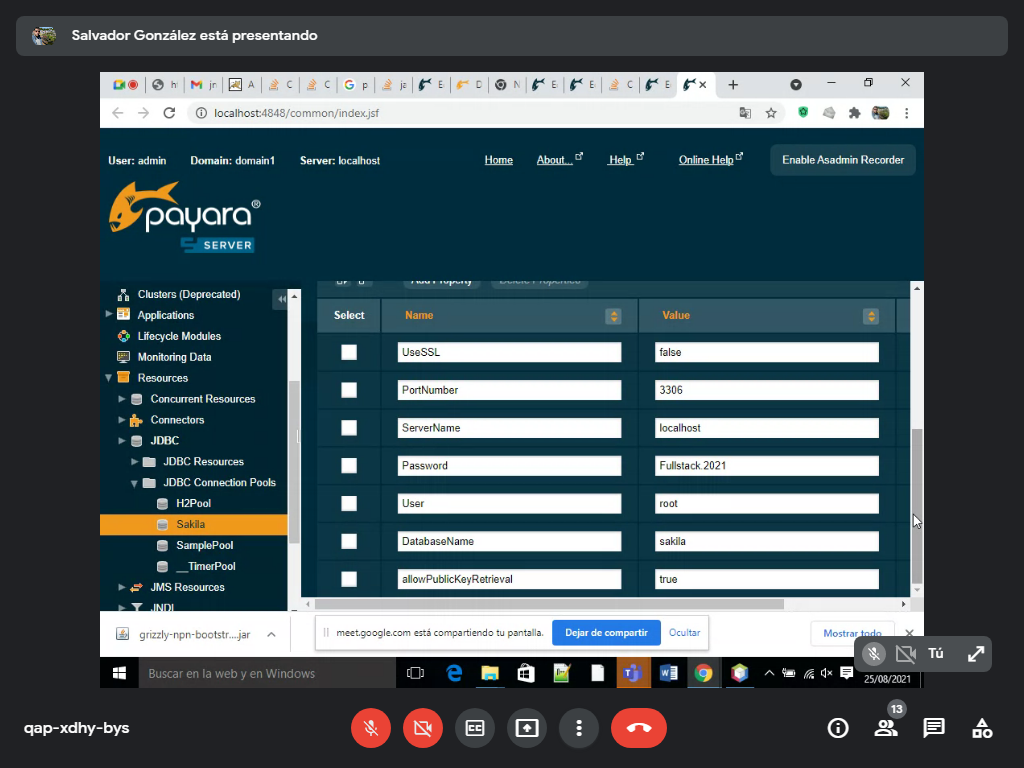 Salvador González está presentando
localhost:4848/common/index.jsf
User: admin Domain: domain1 Server: localhost Home About... Help Online Help Enable Asadmin Recorder
payara®
SERVER
Clusters (Deprecated)
Applications
Lifecycle Modules
Monitoring Data
Resources
Concurrent Resources
Connectors
JDBC
JDBC Resources
JDBC Connection Pools
H2Pool
Sakila
SamplePool
__TimerPool
JMS Resources
JNDI
Add Property Delete Properties
Select Name Value
UseSSL false
PortNumber 3306
ServerName localhost
Password Fullstack.2021
User root
DatabaseName sakila
allowPublicKeyRetrieval true
grizzly-npn-bootstr....jar
meet.google.com está compartiendo tu pantalla. Dejar de compartir Ocultar
Mostrar todo
Tú
Buscar en la web y en Windows
25/08/2021
qap-xdhy-bys
13